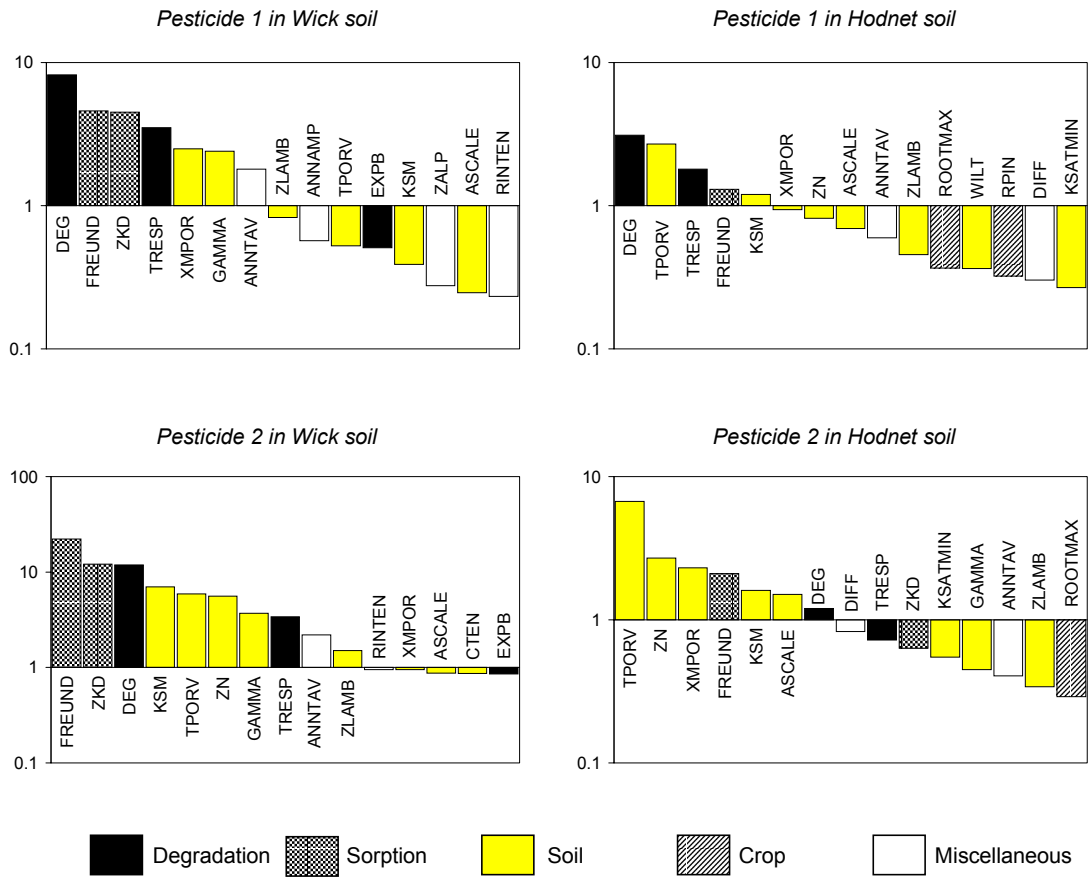 Pesticide 1 in Wick soil
10
1
0.1
DEG
FREUND
ZKD
TRESP
XMPOR
GAMMA
ANNTAV
ZLAMB
ANNAMP
TPORV
EXPB
KSM
ZALP
ASCALE
RINTEN
Pesticide 1 in Hodnet soil
10
1
0.1
DEG
TPORV
TRESP
FREUND
KSM
XMPOR
ZN
ASCALE
ANNTAV
ZLAMB
ROOTMAX
WILT
RPIN
DIFF
KSATMIN
Pesticide 2 in Wick soil
100
10
1
0.1
FREUND
ZKD
DEG
KSM
TPORV
ZN
GAMMA
TRESP
ANNTAV
ZLAMB
RINTEN
XMPOR
ASCALE
CTEN
EXPB
Pesticide 2 in Hodnet soil
10
1
0.1
TPORV
ZN
XMPOR
FREUND
KSM
ASCALE
DEG
DIFF
TRESP
ZKD
KSATMIN
GAMMA
ANNTAV
ZLAMB
ROOTMAX
Degradation
Sorption
Soil
Crop
Miscellaneous